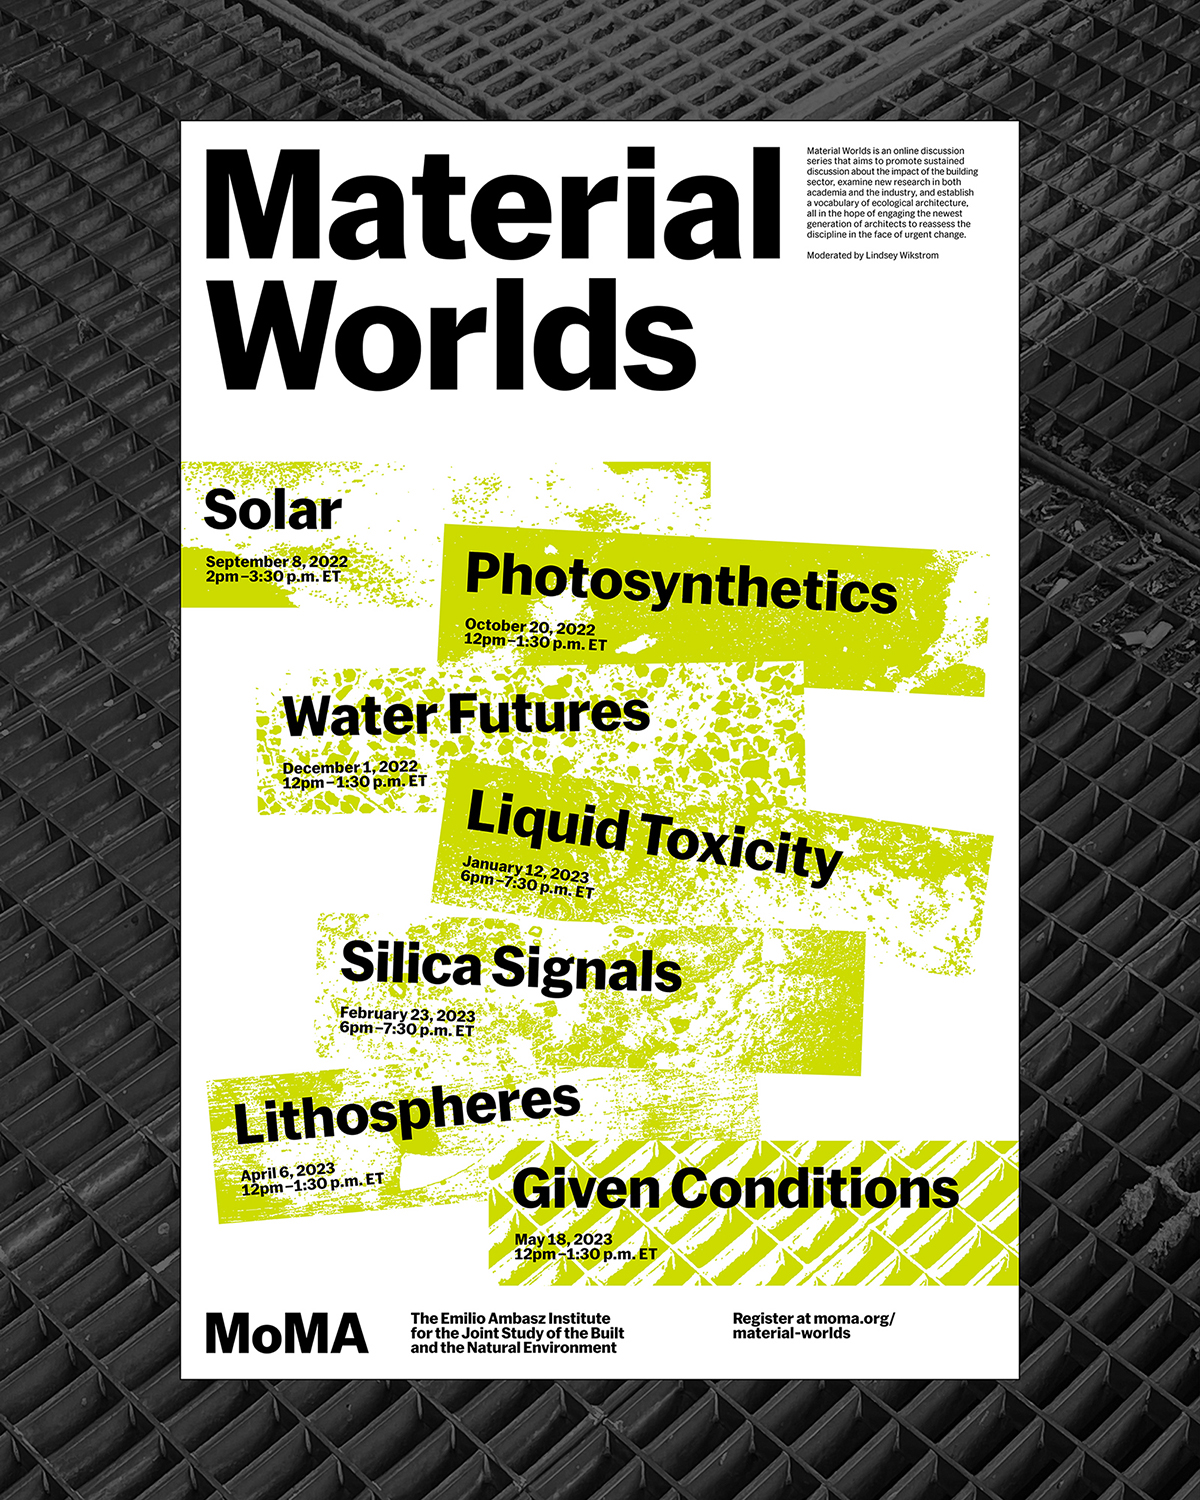 Material
Worlds
Material Worlds is an online discussion
series that aims to promote sustained
discussion about the impact of the building
sector, examine new research in both
academia and the industry, and establish
a vocabulary of ecological architecture,
all in the hope of engaging the newest
generation of architects to reassess the
discipline in the face of urgent change.
Moderated by Lindsey Wikstrom
Solar
September 8, 2022
2pm–3:30 p.m. ET
Photosynthetics
October 20, 2022
12pm–1:30 p.m. ET
Water Futures
December 1, 2022
12pm–1:30 p.m. ET
Liquid Toxicity
January 12, 2023
6pm–7:30 p.m. ET
Silica Signals
February 23, 2023
6pm–7:30 p.m. ET
Lithospheres
April 6, 2023
12pm–1:30 p.m. ET
Given Conditions
May 18, 2023
12pm–1:30 p.m. ET
MoMA
The Emilio Ambasz Institute
for the Joint Study of the Built
and the Natural Environment
Register at moma.org/
material-worlds